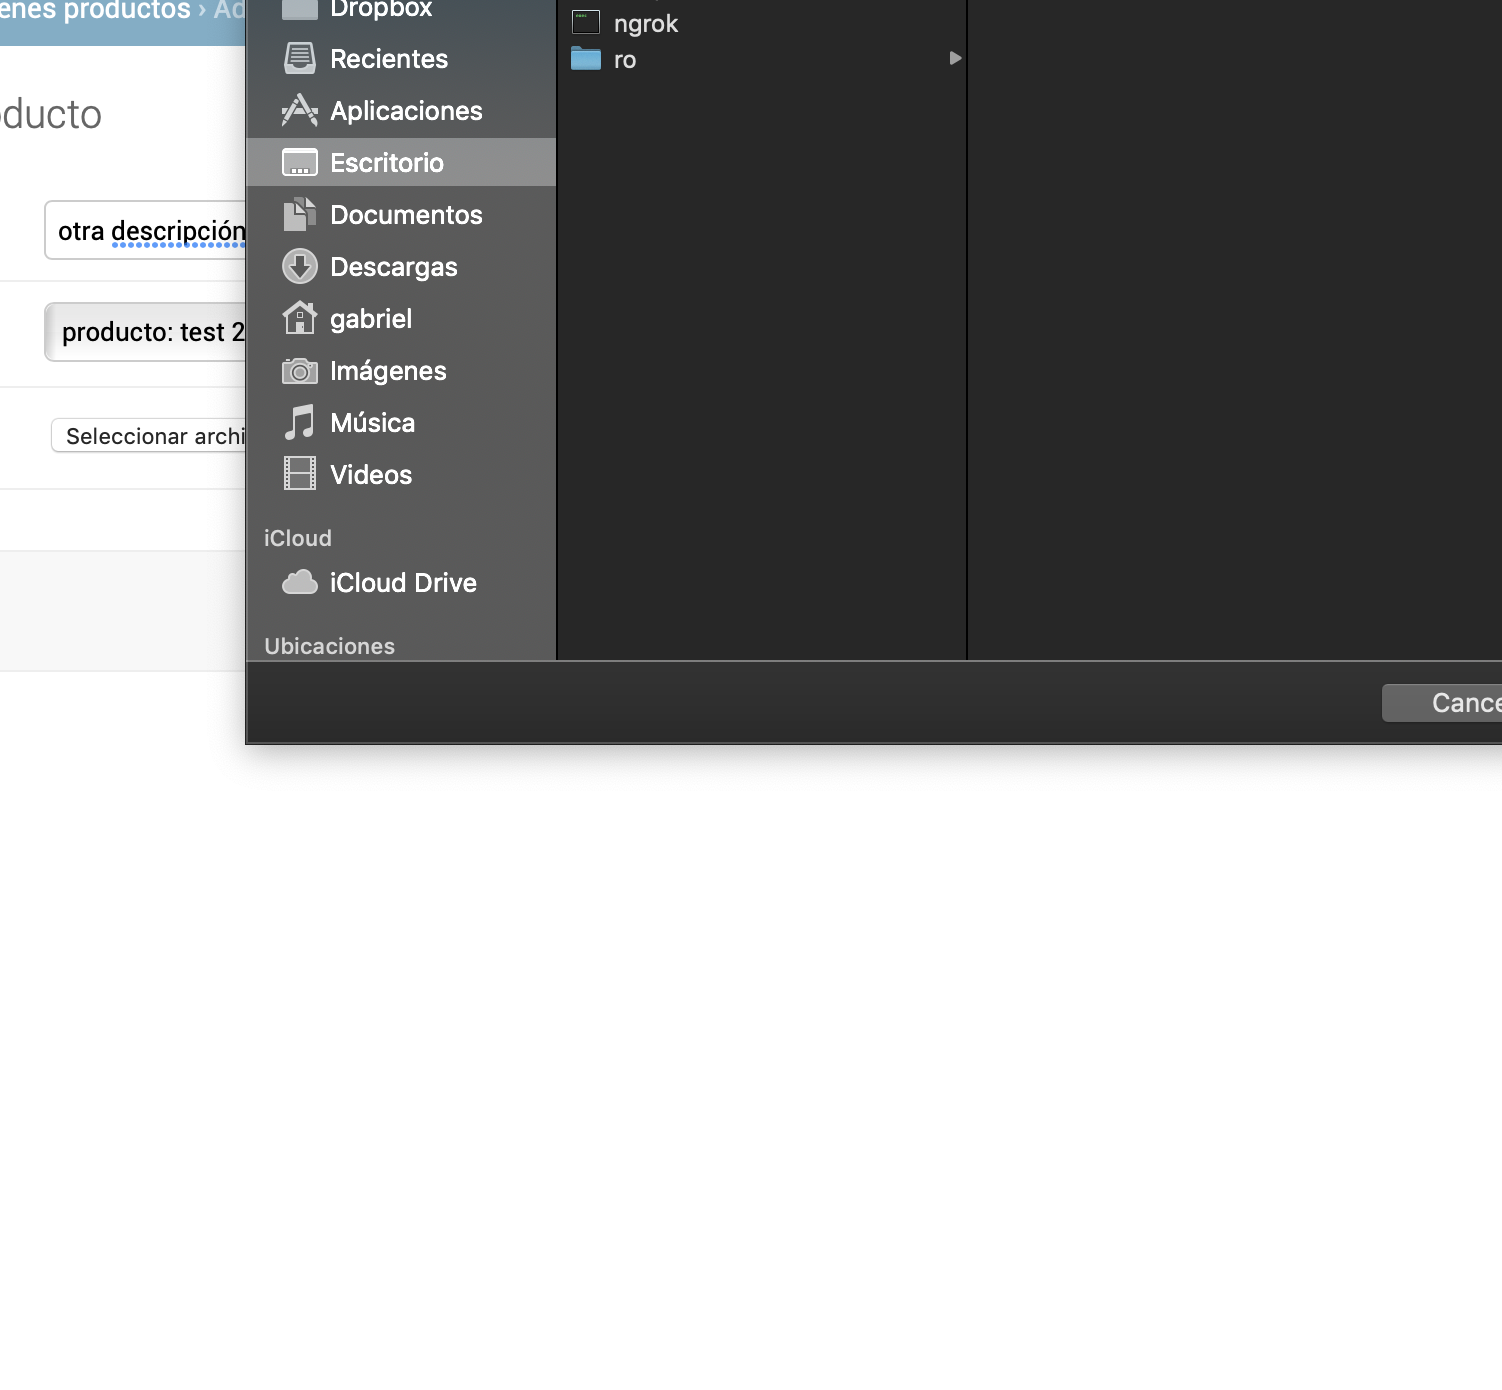 enes productos › Ad
oducto
otra descripción
producto: test 2
Seleccionar archi
Dropbox
Recientes
Aplicaciones
Escritorio
Documentos
Descargas
gabriel
Imágenes
Música
Videos
iCloud
iCloud Drive
Ubicaciones
ngrok
ro
Cance